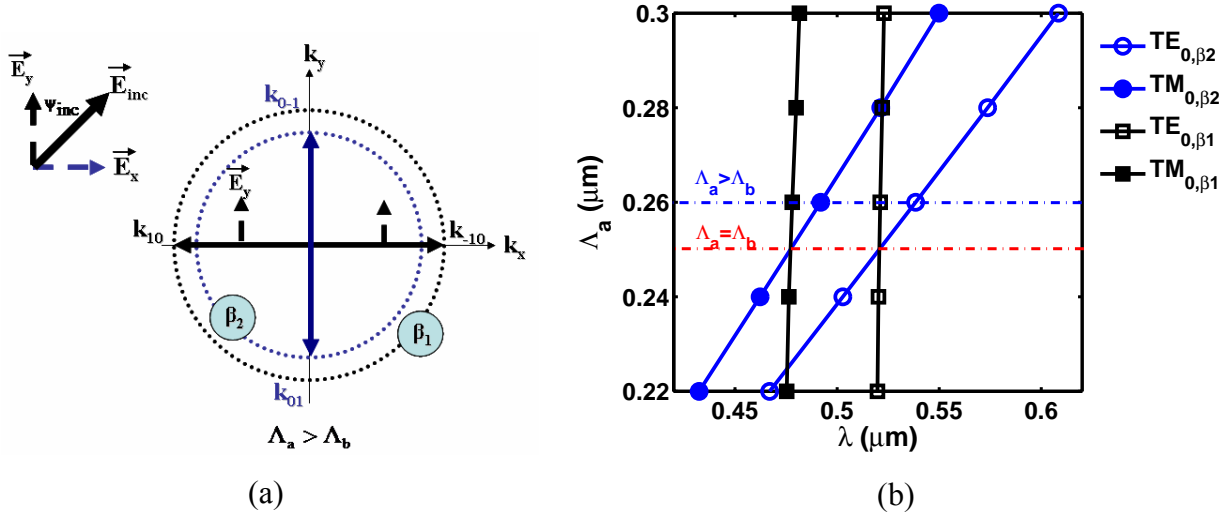 E_y
Ψ_inc
E_inc
E_x
k_y
k_0-1
E_y
k_10
k_-10
k_x
β_2
β_1
k_01
Λ_a > Λ_b
(a)
0.3
0.28
0.26
0.24
0.22
Λ_a (μm)
Λ_a>Λ_b
Λ_a=Λ_b
0.45
0.5
0.55
0.6
λ (μm)
TE_0,β2
TM_0,β2
TE_0,β1
TM_0,β1
(b)